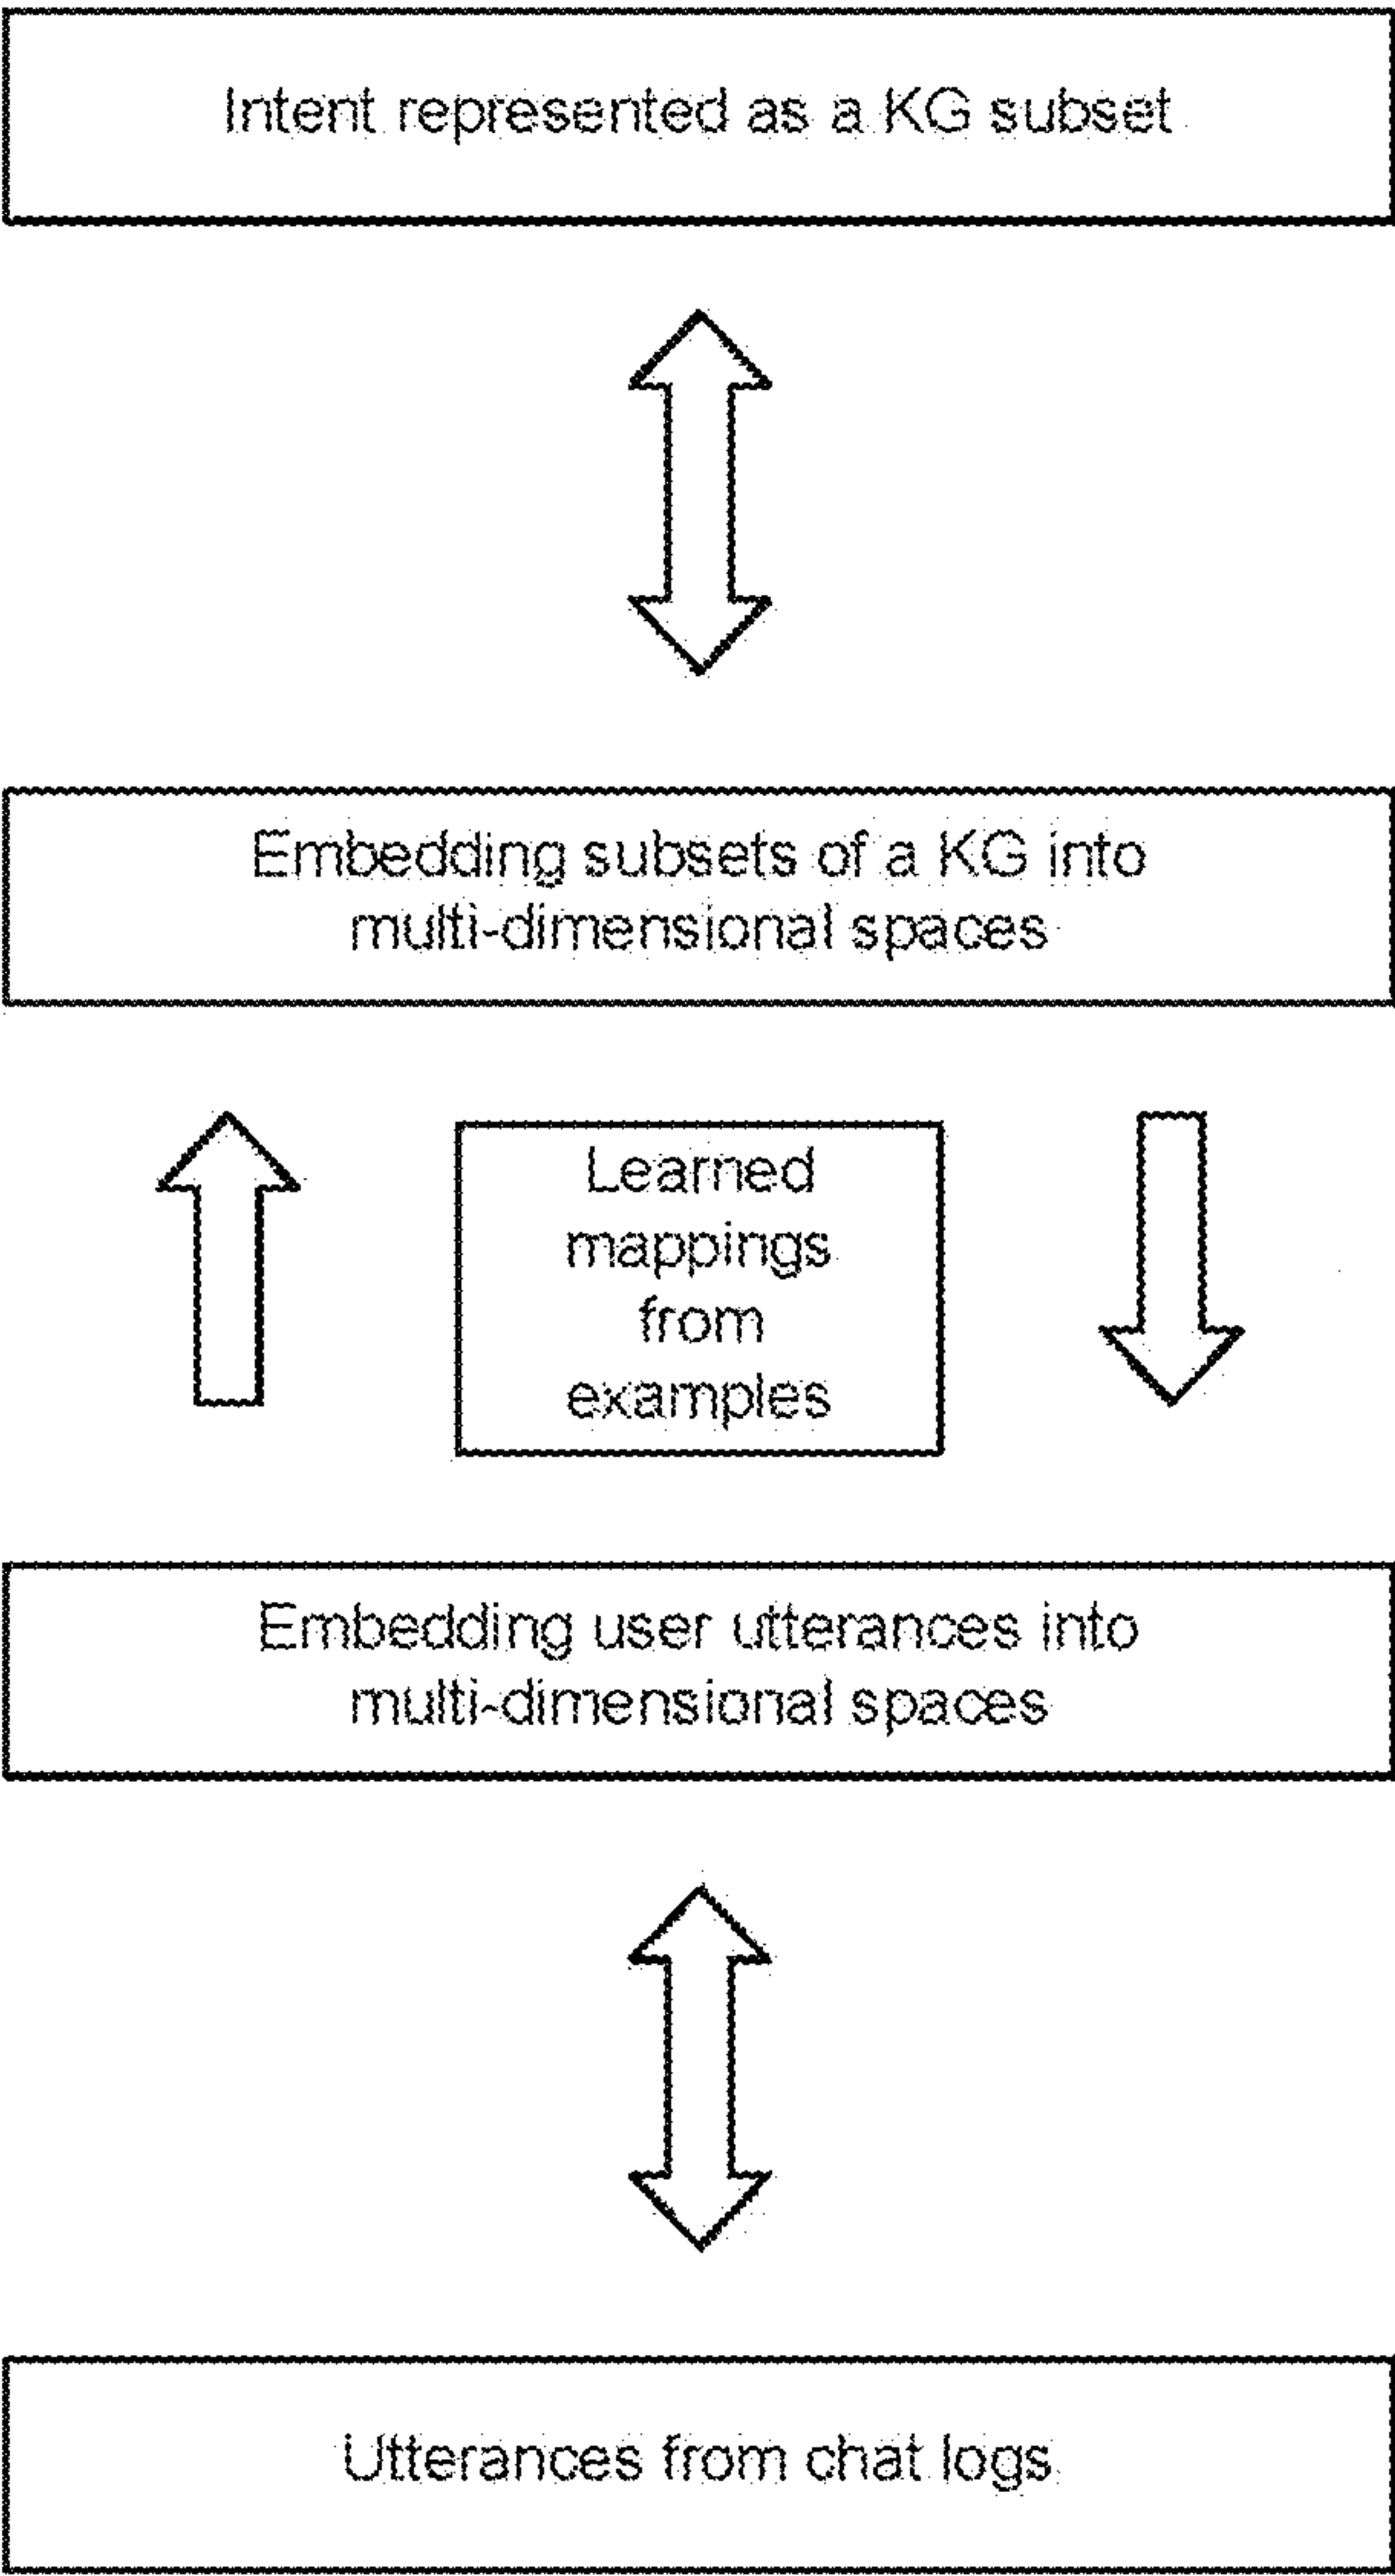 Intent represented as a KG subset
Embedding subsets of a KG into
multi-dimensional spaces
Learned
mappings
from
examples
Embedding user utterances into
multi-dimensional spaces
Utterances from chat logs